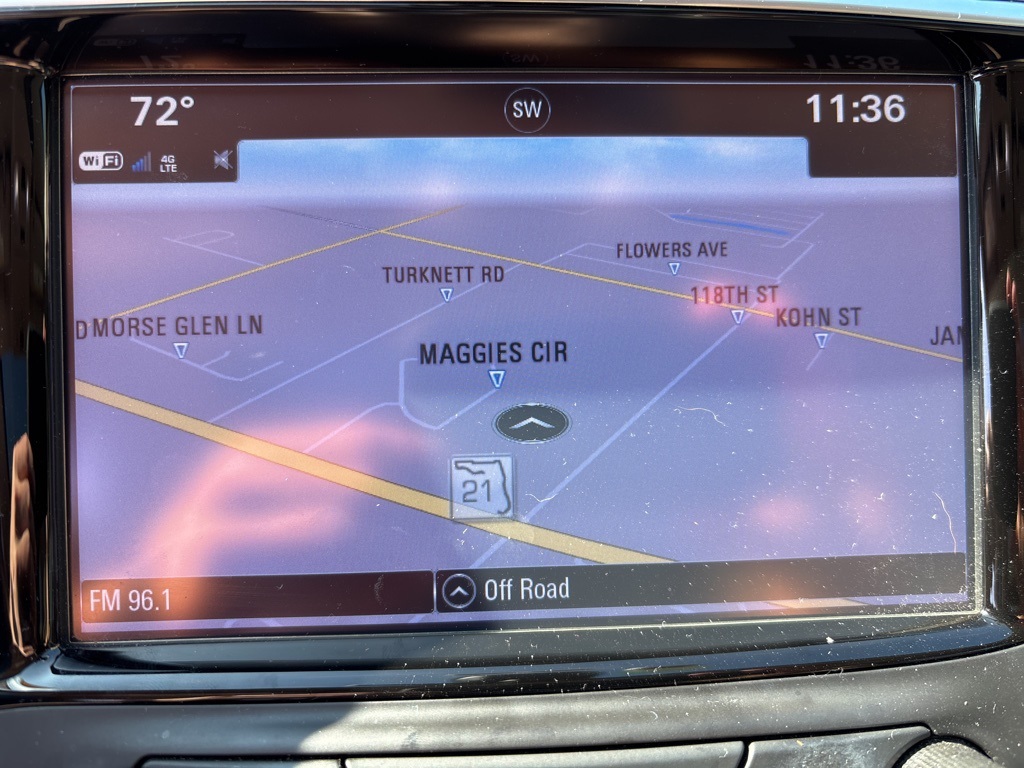 72°
SW
11:36
WiFi
4G
LTE
FLOWERS AVE
TURKNETT RD
118TH ST
KOHN ST
D MORSE GLEN LN
JAM
MAGGIES CIR
21
FM 96.1
Off Road